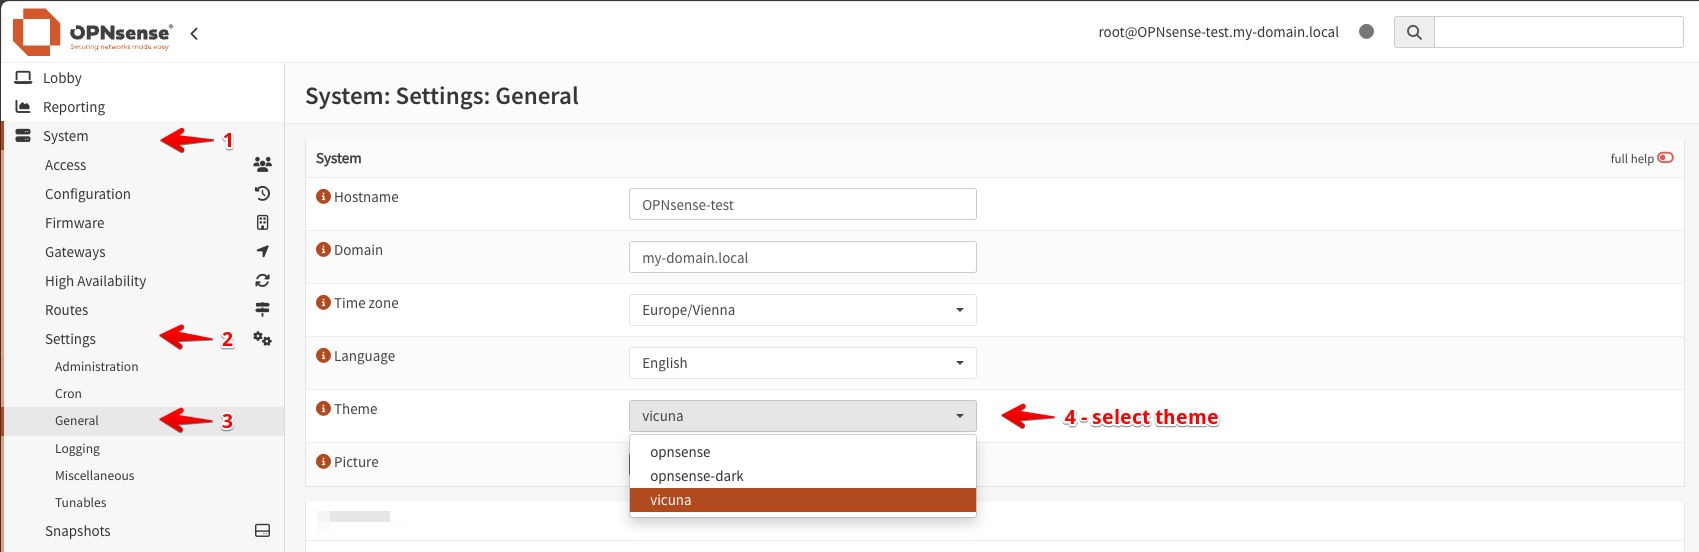 OPNsense®
Securing networks made easy
root@OPNsense-test.my-domain.local
Lobby
Reporting
System
1
Access
Configuration
Firmware
Gateways
High Availability
Routes
Settings
2
Administration
Cron
General
3
Logging
Miscellaneous
Tunables
Snapshots
System: Settings: General
System
full help
Hostname
OPNsense-test
Domain
my-domain.local
Time zone
Europe/Vienna
Language
English
Theme
vicuna
4 - select theme
opnsense
opnsense-dark
vicuna
Picture